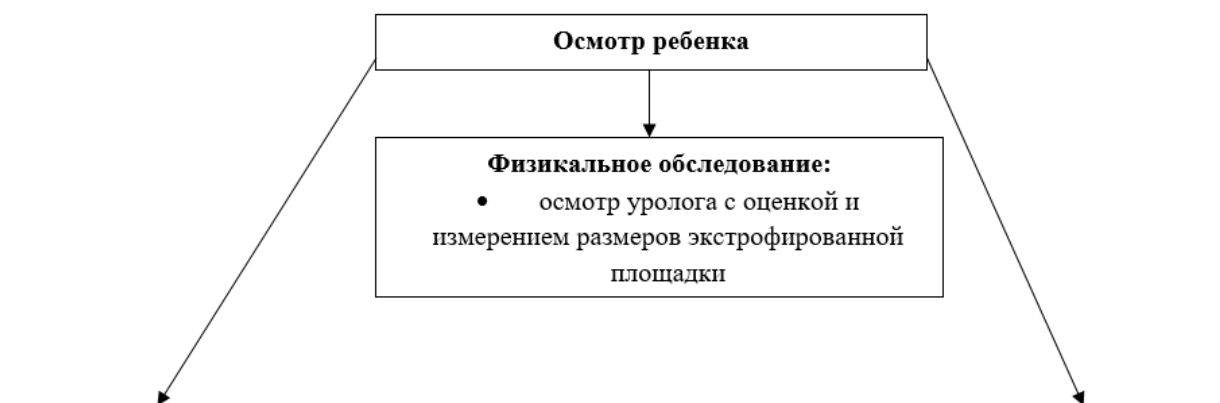 Осмотр ребенка
Физикальное обследование:
• осмотр уролога с оценкой и
измерением размеров экстрофированной
площадки